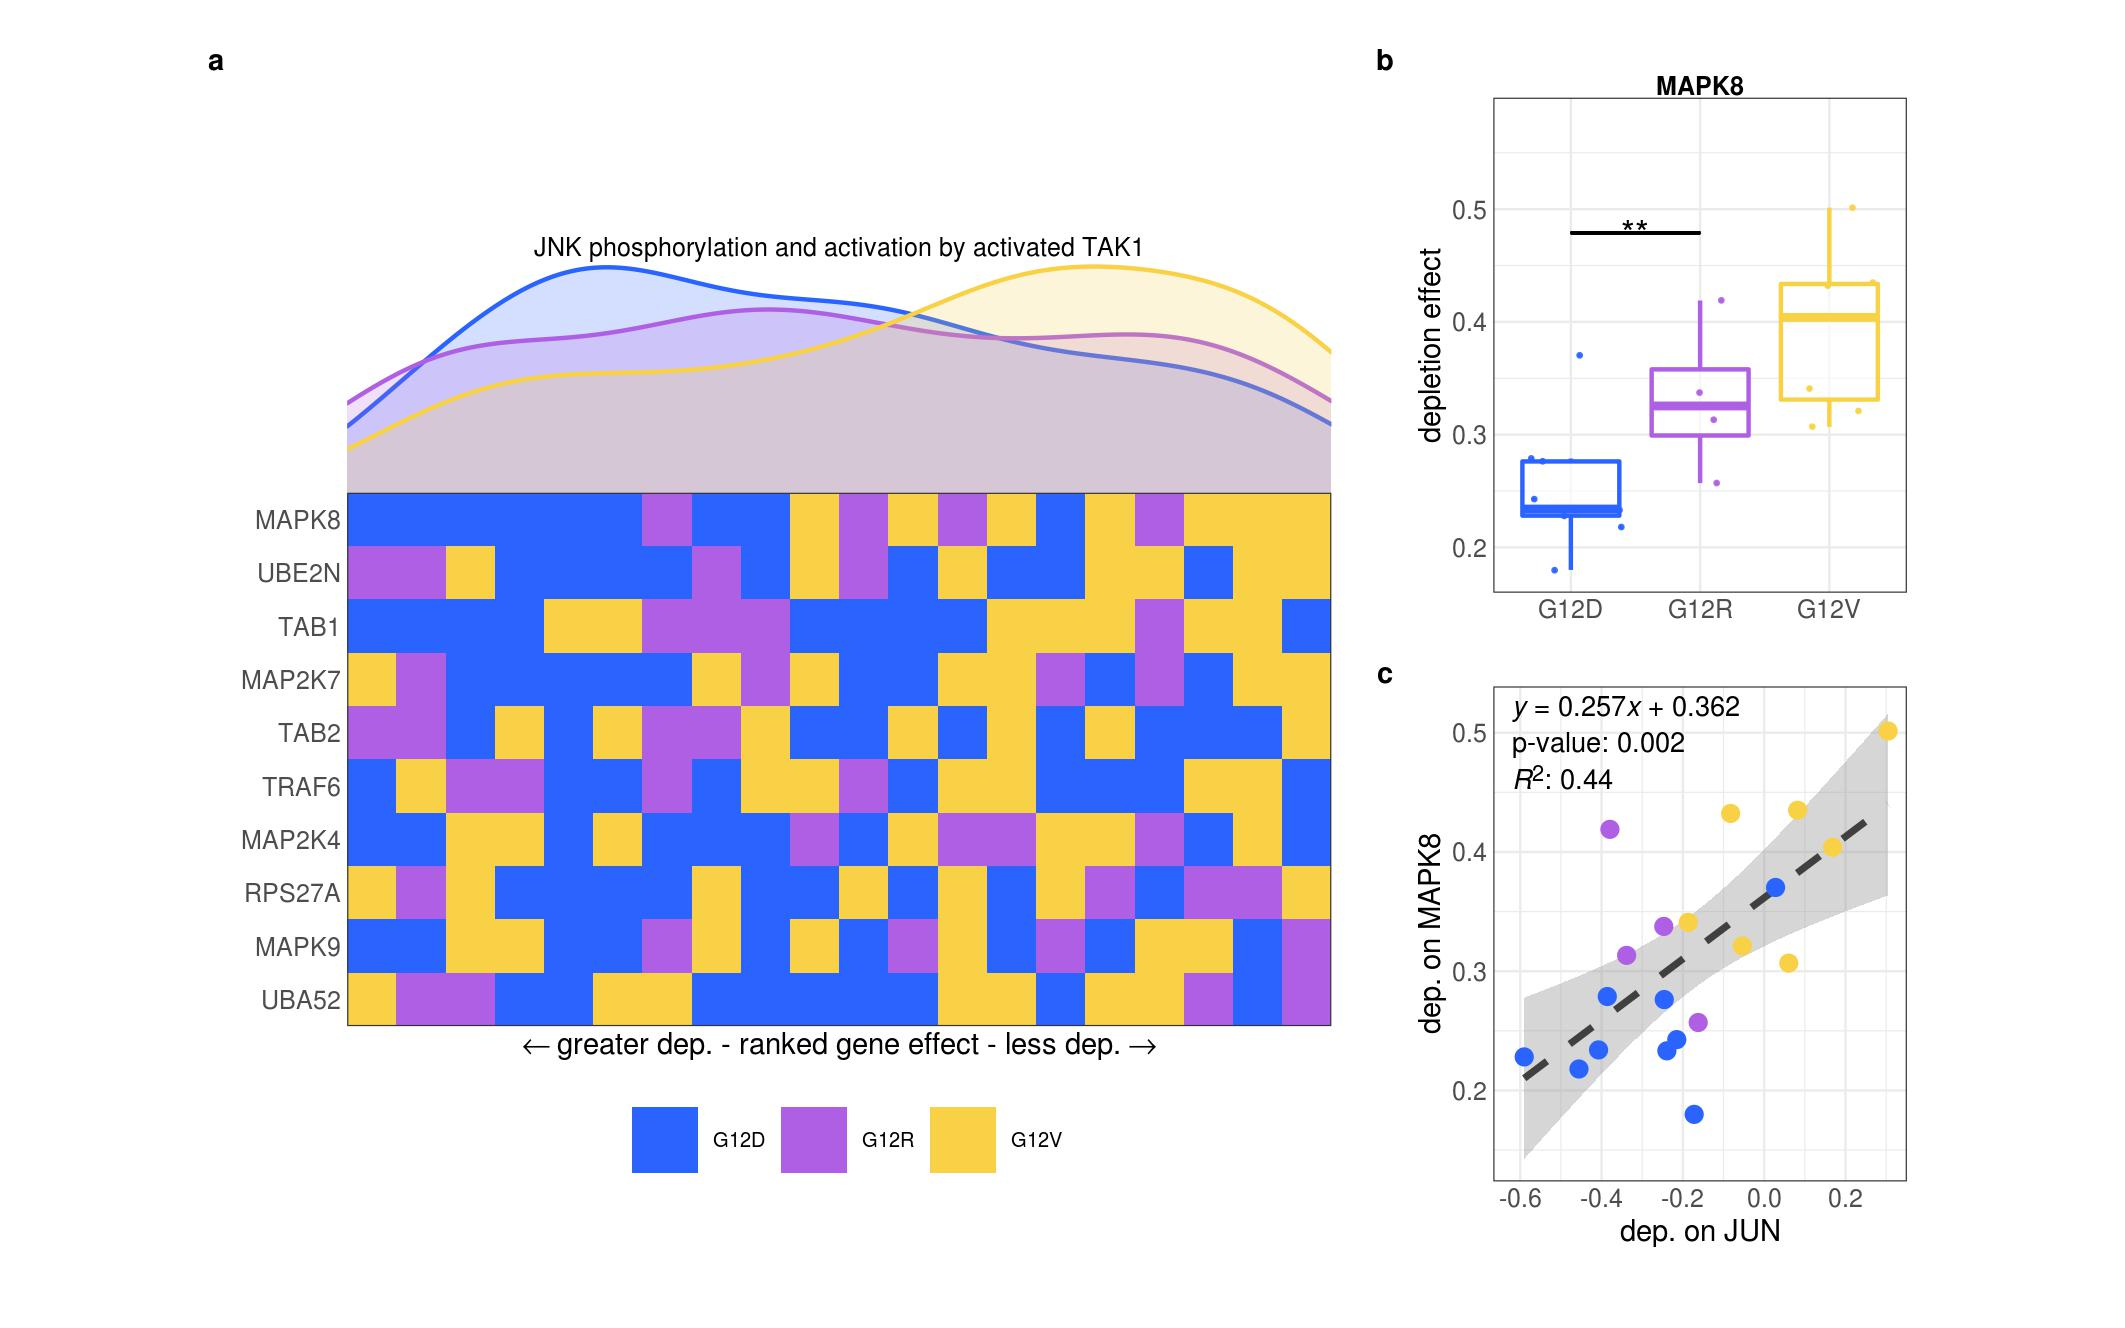 a
JNK phosphorylation and activation by activated TAK1
MAPK8
UBE2N
TAB1
MAP2K7
TAB2
TRAF6
MAP2K4
RPS27A
MAPK9
UBA52
← greater dep. - ranked gene effect - less dep. →
G12D G12R G12V
b
MAPK8
depletion effect
0.5
0.4
0.3
0.2
**
G12D G12R G12V
c
y = 0.257x + 0.362
p-value: 0.002
R²: 0.44
dep. on MAPK8
0.5
0.4
0.3
0.2
-0.6 -0.4 -0.2 0.0 0.2
dep. on JUN